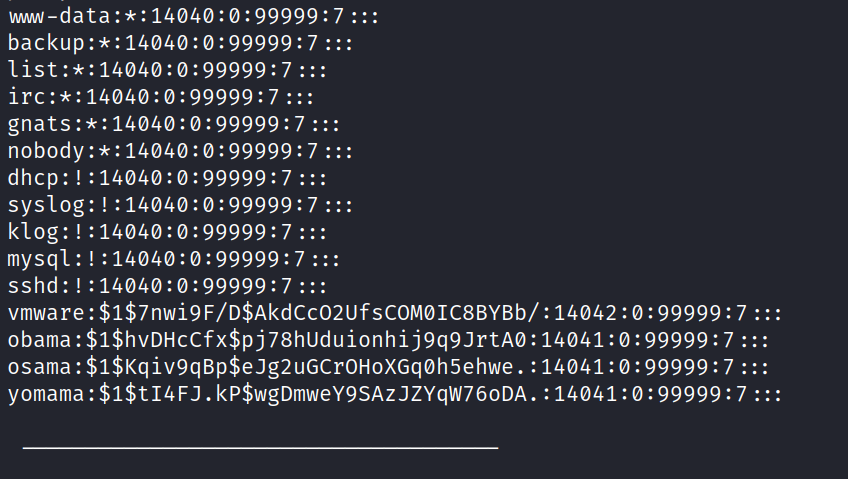 www-data:*:14040:0:99999:7:::
backup:*:14040:0:99999:7:::
list:*:14040:0:99999:7:::
irc:*:14040:0:99999:7:::
gnats:*:14040:0:99999:7:::
nobody:*:14040:0:99999:7:::
dhcp:!:14040:0:99999:7:::
syslog:!:14040:0:99999:7:::
klog:!:14040:0:99999:7:::
mysql:!:14040:0:99999:7:::
sshd:!:14040:0:99999:7:::
vmware:$1$7nwi9F/D$AkdCcO2UfsCOM0IC8BYBb/:14042:0:99999:7:::
obama:$1$hvDHcCfx$pj78hUduionhij9q9JrtA0:14041:0:99999:7:::
osama:$1$Kqiv9qBp$eJg2uGCrOHoXGq0h5ehwe.:14041:0:99999:7:::
yomama:$1$tI4FJ.kP$wgDmweY9SAzJZYqW76oDA.:14041:0:99999:7:::